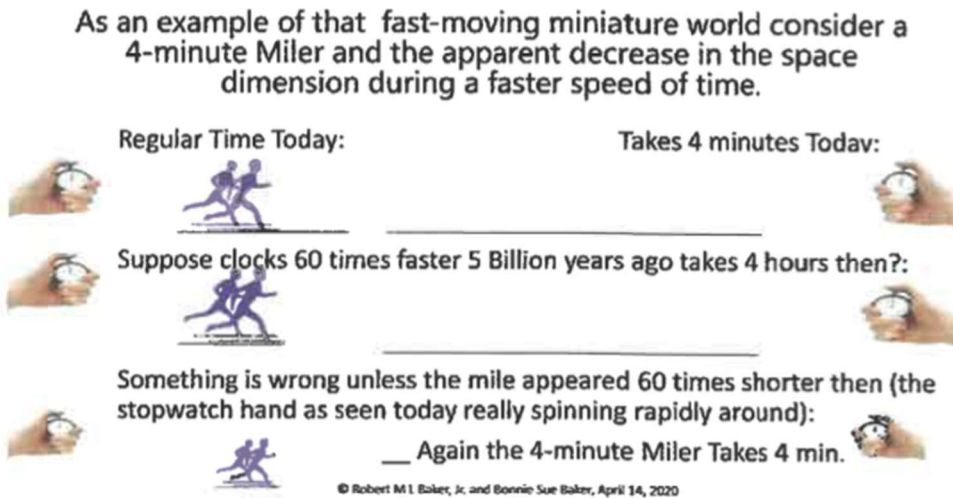 As an example of that fast-moving miniature world consider a
4-minute Miler and the apparent decrease in the space
dimension during a faster speed of time.
Regular Time Today:
Takes 4 minutes Today:
Suppose clocks 60 times faster 5 Billion years ago takes 4 hours then?:
Something is wrong unless the mile appeared 60 times shorter then (the
stopwatch hand as seen today really spinning rapidly around):
Again the 4-minute Miler Takes 4 min.
© Robert M L Baker, Jr. and Bonnie Sue Baker, April 14, 2020